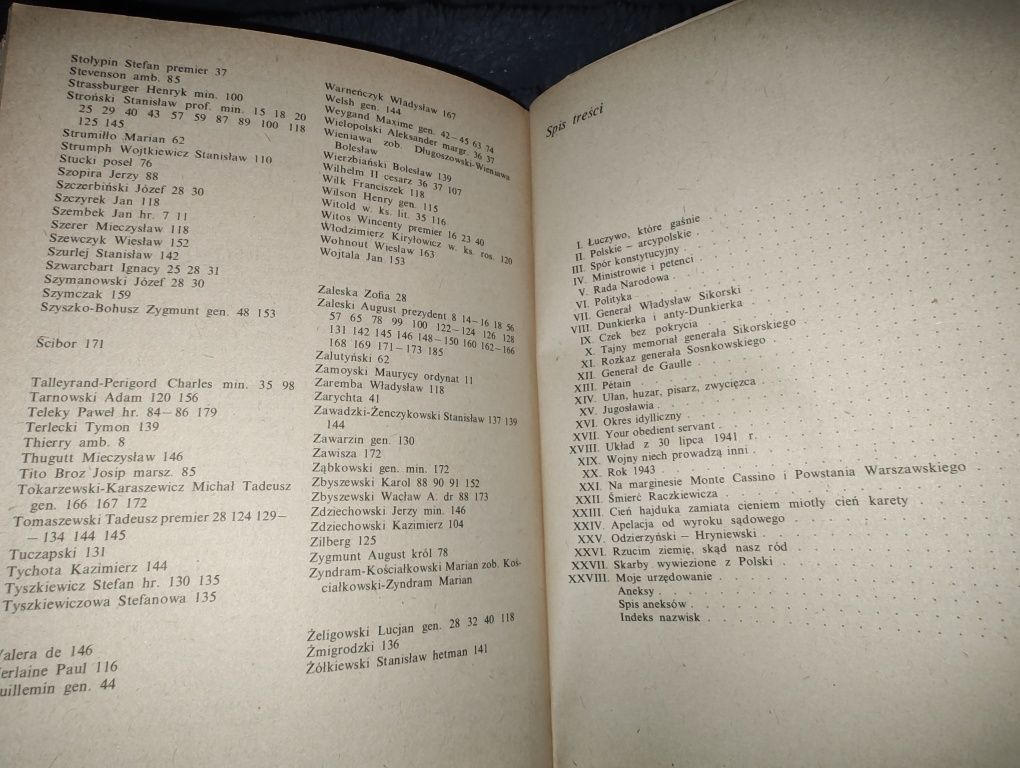 Stołypin Stefan premier 37
Stevenson amb. 85
Strassburger Henryk min. 100
Stroński Stanisław prof. min. 15 18 20
25 29 40 43 57 59 87 89 100 118
125 145
Strumiłło Marian 62
Strumph Wojtkiewicz Stanisław 110
Stucki poseł 76
Szopira Jerzy 88
Szczerbiński Józef 28 30
Szczyrek Jan 118
Szembek Jan hr. 7 11
Szerer Mieczysław 118
Szewczyk Wiesław 152
Szurlej Stanisław 142
Szwarcbart Ignacy 25 28 31
Szymanowski Józef 28 30
Szymczak 159
Szyszko-Bohusz Zygmunt gen. 48 153
Ścibor 171
Talleyrand-Perigord Charles min. 35 98
Tarnowski Adam 120 156
Teleky Paweł hr. 84—86 179
Terlecki Tymon 139
Thierry amb. 8
Thugutt Mieczysław 146
Tito Broz Josip marsz. 85
Tokarzewski-Karaszewicz Michał Tadeusz
gen. 166 167 172
Tomaszewski Tadeusz premier 28 124 129—
—134 144 145
Tuczapski 131
Tychota Kazimierz 144
Tyszkiewicz Stefan hr. 130 135
Tyszkiewiczowa Stefanowa 135
Valera de 146
erlaine Paul 116
uillemin gen. 44
Warneńczyk Władysław 167
Welsh gen. 144
Weygand Maxime gen. 42—45 63 74
Wielopolski Aleksander margr. 36 37
Wieniawa zob. Długoszowski-Wieniawa
Bolesław
Wierzbiański Bolesław 139
Wilhelm II cesarz 36 37 107
Wilk Franciszek 118
Wilson Henry gen. 115
Witold w. ks. lit. 35 116
Witos Wincenty premier 16 23 40
Włodzimierz Kiryłowicz w. ks. ros. 120
Wohnout Wiesław 163
Wojtala Jan 153
Zaleska Zofia 28
Zaleski August prezydent 8 14—16 18 56
57 65 78 99 100 122—124 126 128
131 142 145 146 148—150 160 162—166
168 169 171—173 185
Załutyński 62
Zamoyski Maurycy ordynat 11
Zaremba Władysław 118
Zarychta 41
Zawadzki-Żenczykowski Stanisław 137 139
144
Zawarzin gen. 130
Zawisza 172
Ząbkowski gen. min. 172
Zbyszewski Karol 88 90 91 152
Zbyszewski Wacław A. dr 88 173
Zdziechowski Jerzy min. 146
Zdziechowski Kazimierz 104
Zilberg 125
Zygmunt August król 78
Zyndram-Kościałkowski Marian zob. Koś-
ciałkowski-Zyndram Marian
Żeligowski Lucjan gen. 28 32 40 118
Żmigrodzki 136
Żółkiewski Stanisław hetman 141
Spis treści
I. Łuczywo, które gaśnie
II. Polskie – arcypolskie
III. Spór konstytucyjny
IV. Ministrowie i petenci
V. Rada Narodowa
VI. Polityka
VII. Generał Władysław Sikorski
VIII. Dunkierka i anty-Dunkierka
IX. Czek bez pokrycia
X. Tajny memoriał generała Sikorskiego
XI. Rozkaz generała Sosnkowskiego
XII. Generał de Gaulle
XIII. Pétain
XIV. Ułan, huzar, pisarz, zwycięzca
XV. Jugosławia
XVI. Okres idylliczny
XVII. Your obedient servant
XVIII. Układ z 30 lipca 1941 r.
XIX. Wojny niech prowadzą inni
XX. Rok 1943
XXI. Na marginesie Monte Cassino i Powstania Warszawskiego
XXII. Śmierć Raczkiewicza
XXIII. Cień hajduka zamiata cieniem miotły cień karety
XXIV. Apelacja od wyroku sądowego
XXV. Odzierzyński – Hryniewski
XXVI. Rzucim ziemię, skąd nasz ród
XXVII. Skarby wywiezione z Polski
XXVIII. Moje urzędowanie
Aneksy
Spis aneksów
Indeks nazwisk